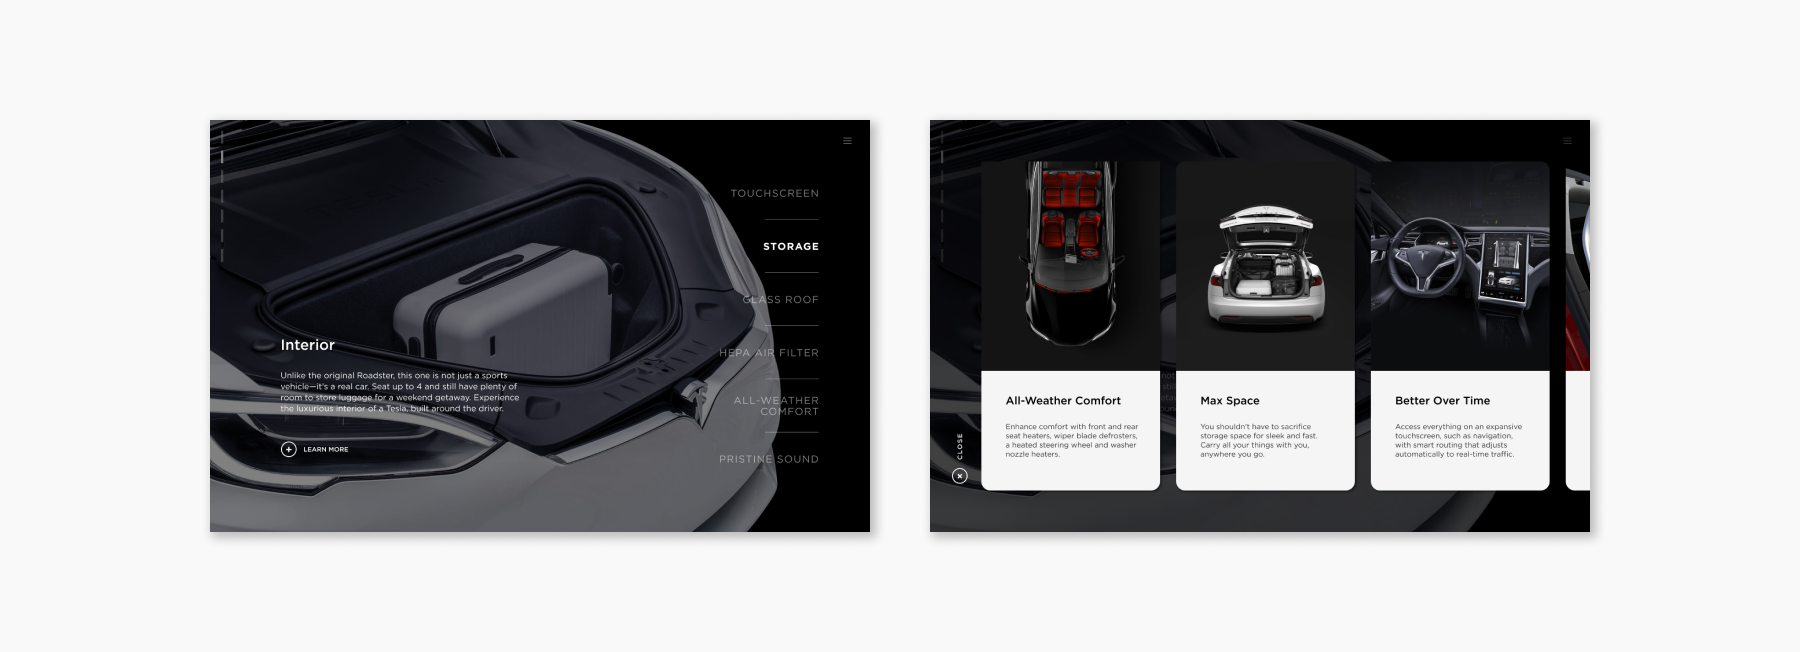 TOUCHSCREEN
STORAGE
GLASS ROOF
HEPA AIR FILTER
ALL-WEATHER
COMFORT
PRISTINE SOUND
Interior
Unlike the original Roadster, this one is not just a sports
vehicle—it's a real car. Seat up to 4 and still have plenty of
room to store luggage for a weekend getaway. Experience
the luxurious interior of a Tesla, built around the driver.
LEARN MORE
CLOSE
All-Weather Comfort
Enhance comfort with front and rear
seat heaters, wiper blade defrosters,
a heated steering wheel and washer
nozzle heaters.
Max Space
You shouldn't have to sacrifice
storage space for sleek and fast.
Carry all your things with you,
anywhere you go.
Better Over Time
Access everything on an expansive
touchscreen, such as navigation,
with smart routing that adjusts
automatically to real-time traffic.